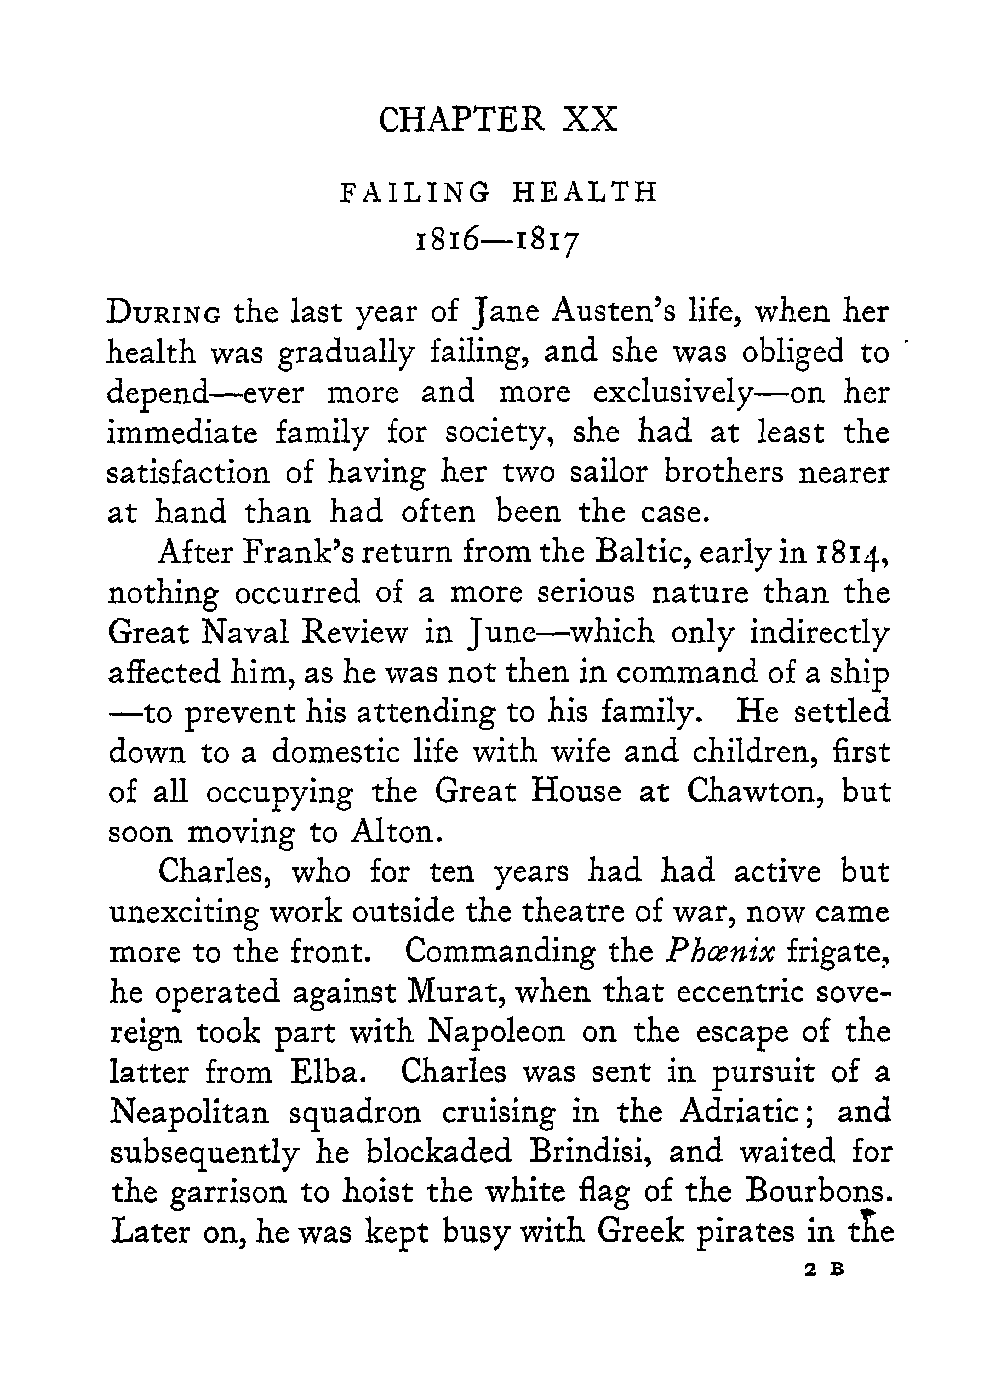 CHAPTER XX
FAILING HEALTH
1816—1817
DURING the last year of Jane Austen's life, when her
health was gradually failing, and she was obliged to
depend—ever more and more exclusively—on her
immediate family for society, she had at least the
satisfaction of having her two sailor brothers nearer
at hand than had often been the case.
After Frank's return from the Baltic, early in 1814,
nothing occurred of a more serious nature than the
Great Naval Review in June—which only indirectly
affected him, as he was not then in command of a ship
—to prevent his attending to his family. He settled
down to a domestic life with wife and children, first
of all occupying the Great House at Chawton, but
soon moving to Alton.
Charles, who for ten years had had active but
unexciting work outside the theatre of war, now came
more to the front. Commanding the Phœnix frigate,
he operated against Murat, when that eccentric sove-
reign took part with Napoleon on the escape of the
latter from Elba. Charles was sent in pursuit of a
Neapolitan squadron cruising in the Adriatic; and
subsequently he blockaded Brindisi, and waited for
the garrison to hoist the white flag of the Bourbons.
Later on, he was kept busy with Greek pirates in the
2 B